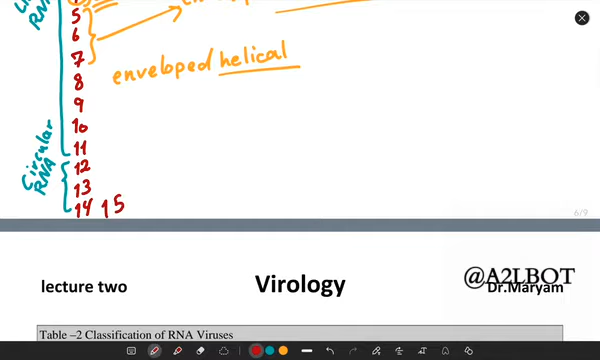 5
6
7
8
enveloped helical
9
10
11
Circular
RNA
12
13
14 15
6/9
@A2LBOT
lecture two Virology Dr.Maryam
Table –2 Classification of RNA Viruses